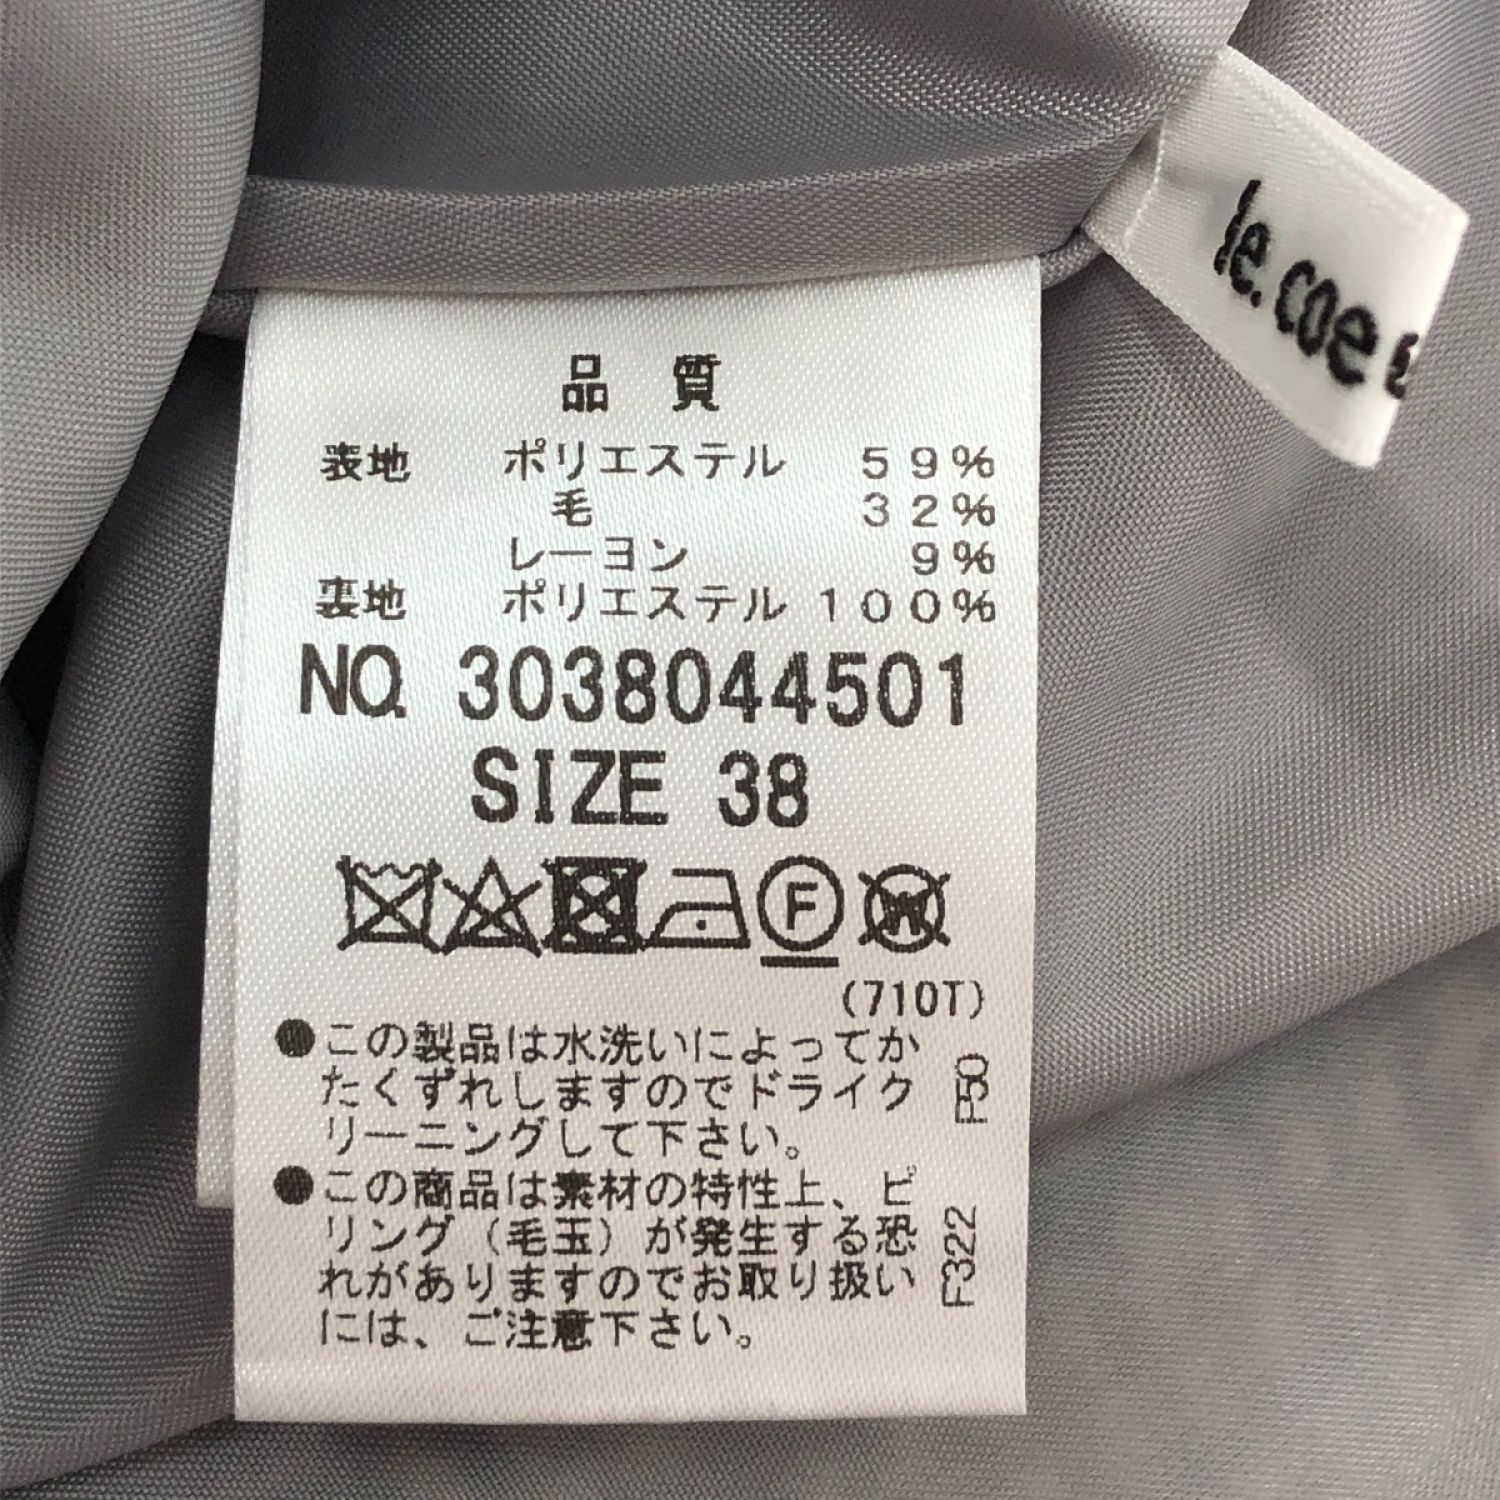 le.coe
品質
表地 ポリエステル 59%
毛 32%
レーヨン 9%
裏地 ポリエステル 100%
NO. 3038044501
SIZE 38
F
W
(710T)
●この製品は水洗いによってか
たくずれしますのでドライク
リーニングして下さい。
F50
●この商品は素材の特性上、ピ
リング(毛玉)が発生する恐
れがありますのでお取り扱い
には、ご注意下さい。
F322